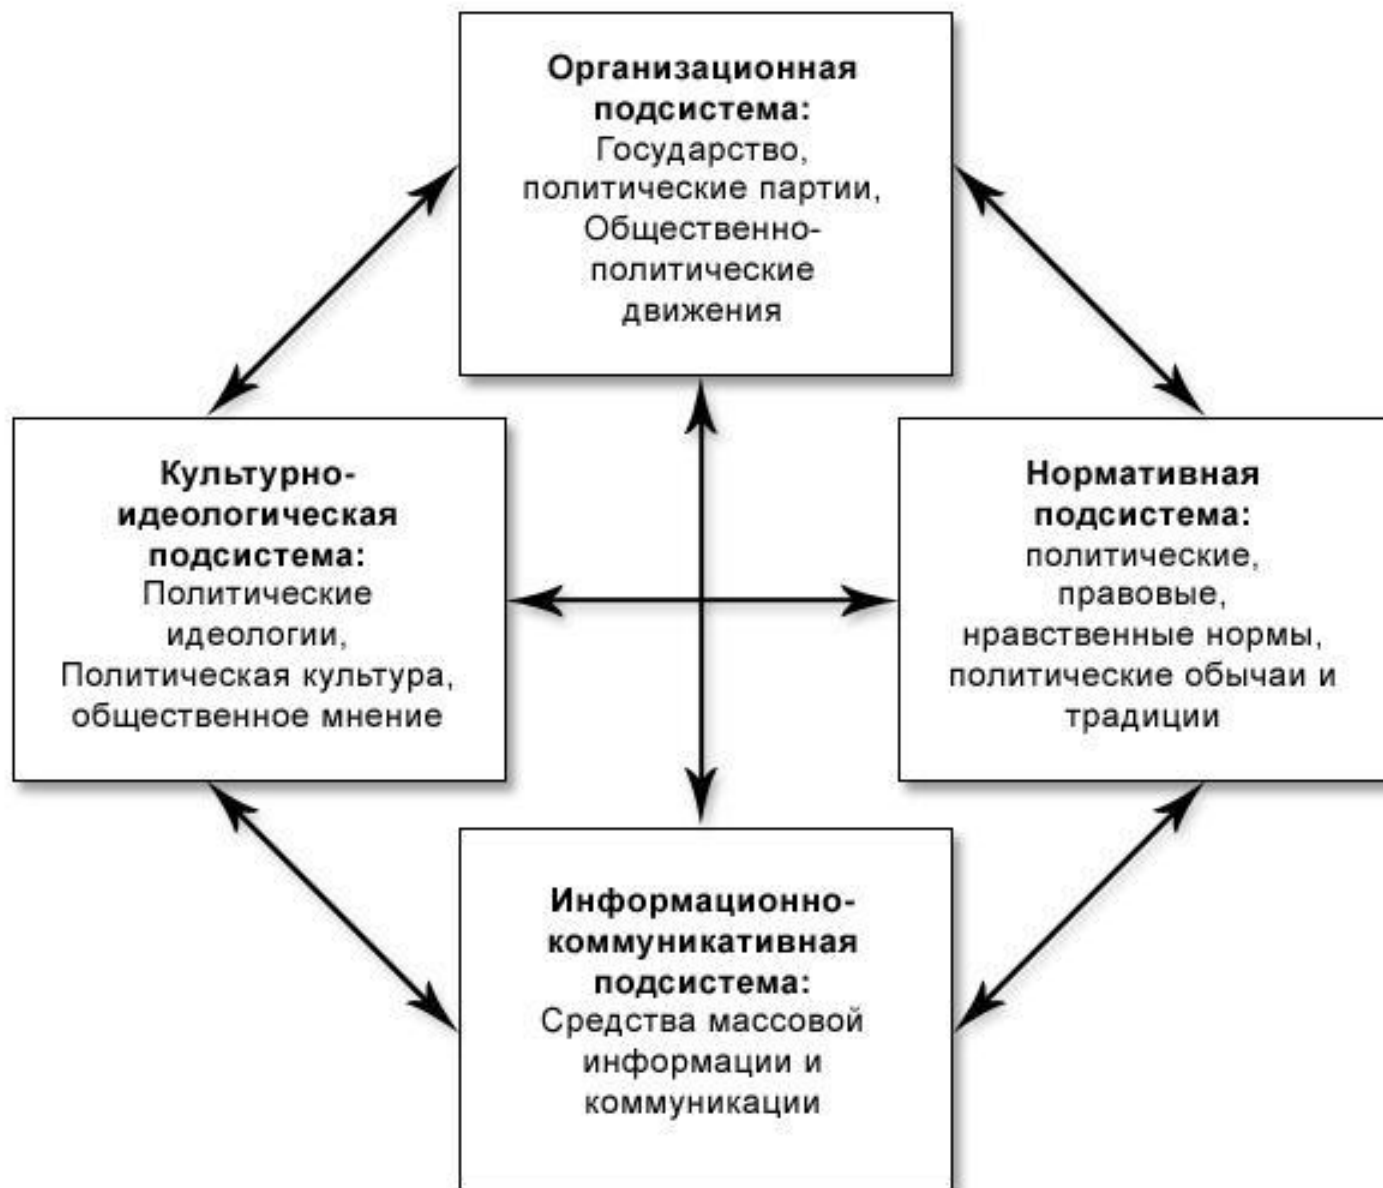 Организационная
подсистема:
Государство,
политические партии,
Общественно-
политические
движения
Культурно-
идеологическая
подсистема:
Политические
идеологии,
Политическая культура,
общественное мнение
Нормативная
подсистема:
политические,
правовые,
нравственные нормы,
политические обычаи и
традиции
Информационно-
коммуникативная
подсистема:
Средства массовой
информации и
коммуникации